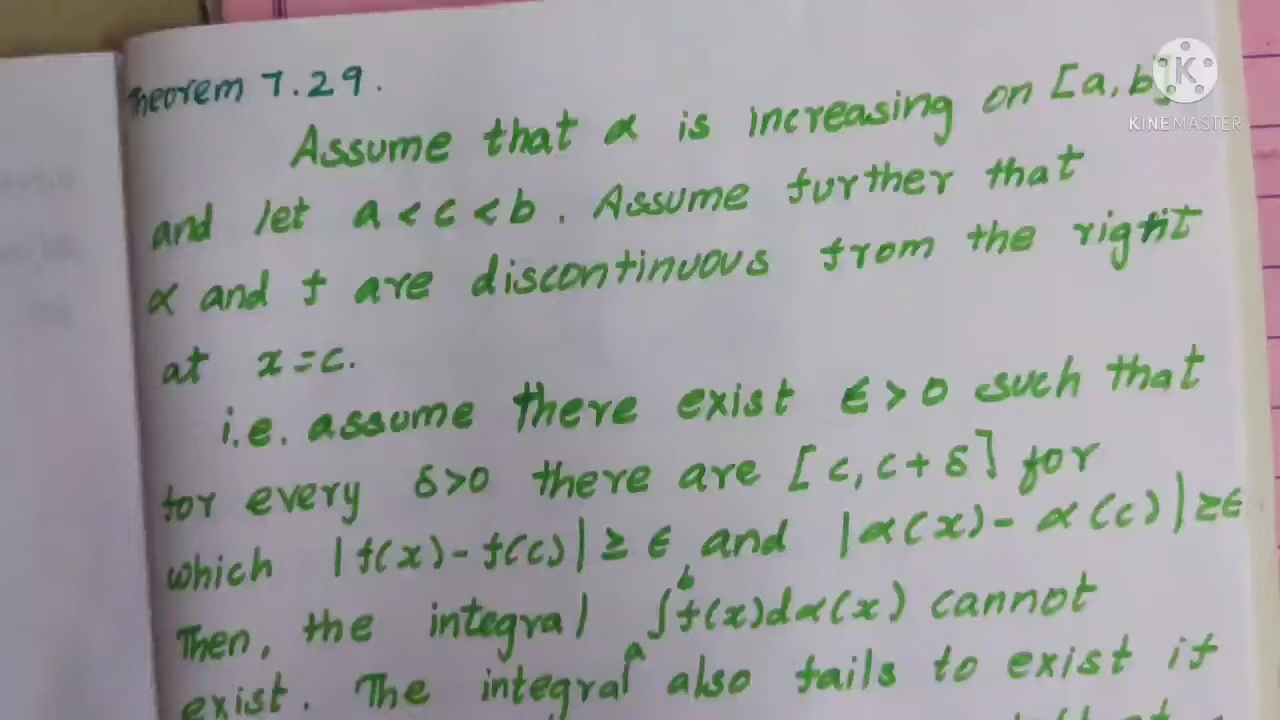 Theorem 7.29.
Assume that α is increasing on [a, b]
and let a < c < b. Assume further that
α and f are discontinuous from the right
at x = c.
i.e. assume there exist ε > 0 such that
for every δ>0 there are [c, c+δ] for
which |f(x) - f(c)| ≥ ε and |α(x) - α(c)| ≥ ε
Then, the integral ∫ₐᵇ f(x)dα(x) cannot
exist. The integral also fails to exist if
KINEMASTER